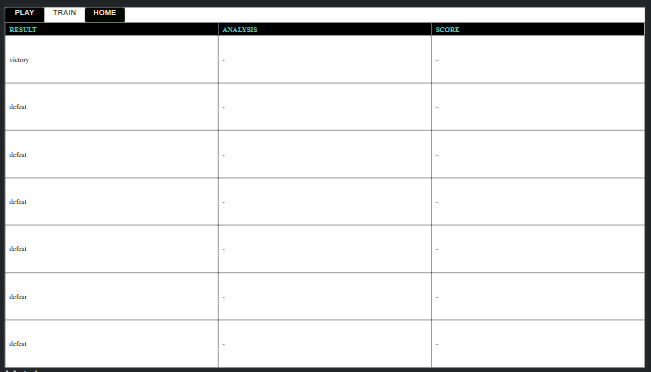 PLAY TRAIN HOME
RESULT ANALYSIS SCORE
victory - -
defeat - -
defeat - -
defeat - -
defeat - -
defeat - -
defeat - -